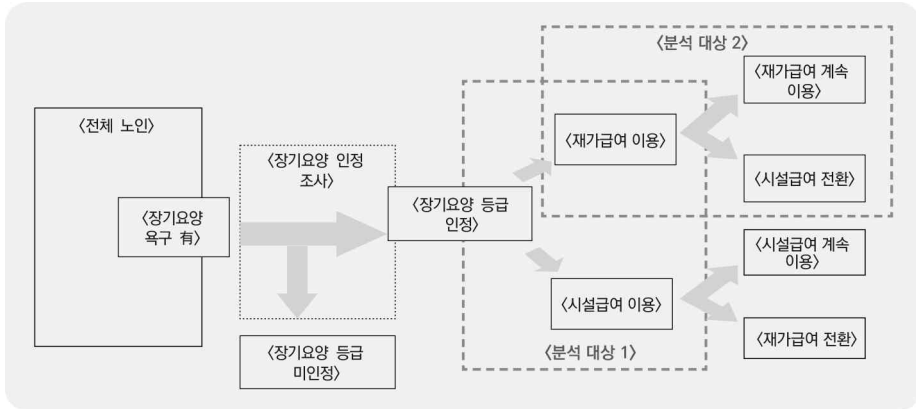 〈분석 대상 2〉
〈재가급여 계속
이용〉
〈전체 노인〉
〈재가급여 이용〉
〈장기요양 인정
조사〉
〈시설급여 전환〉
〈장기요양
욕구 有〉
〈장기요양 등급
인정〉
〈시설급여 계속
이용〉
〈시설급여 이용〉
〈장기요양 등급
미인정〉
〈분석 대상 1〉
〈재가급여 전환〉